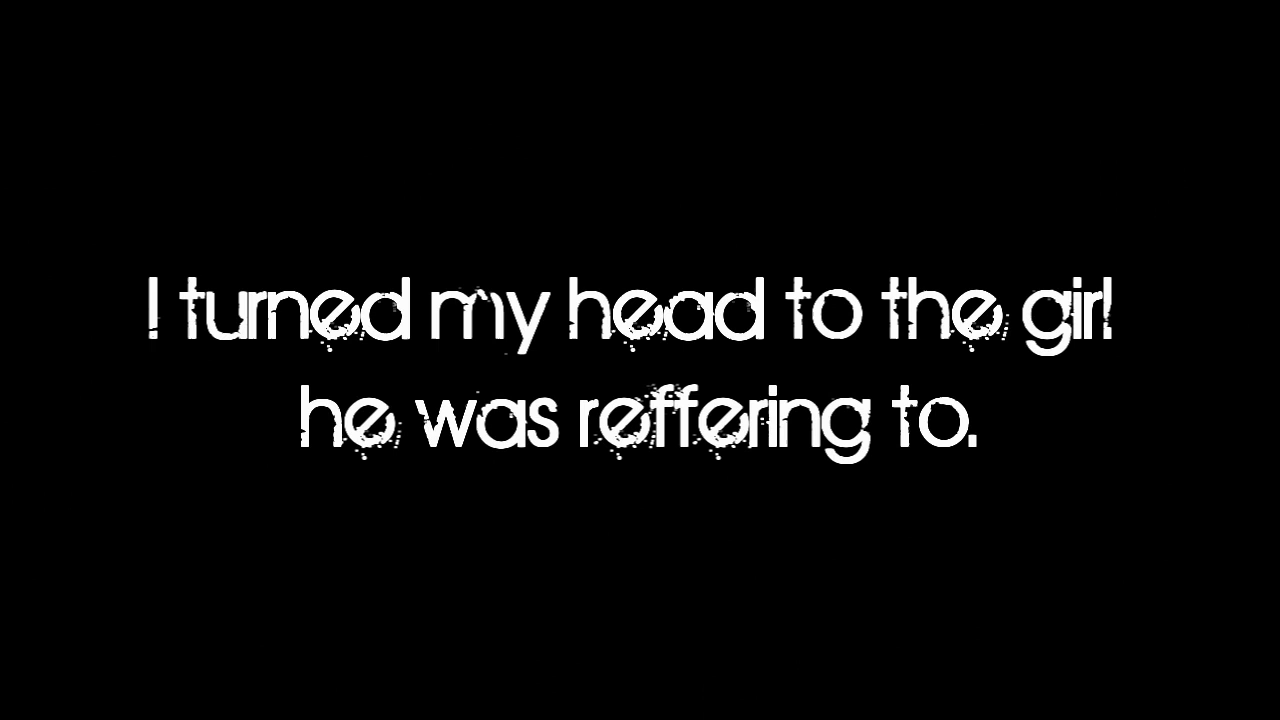 I turned my head to the girl
he was reffering to.